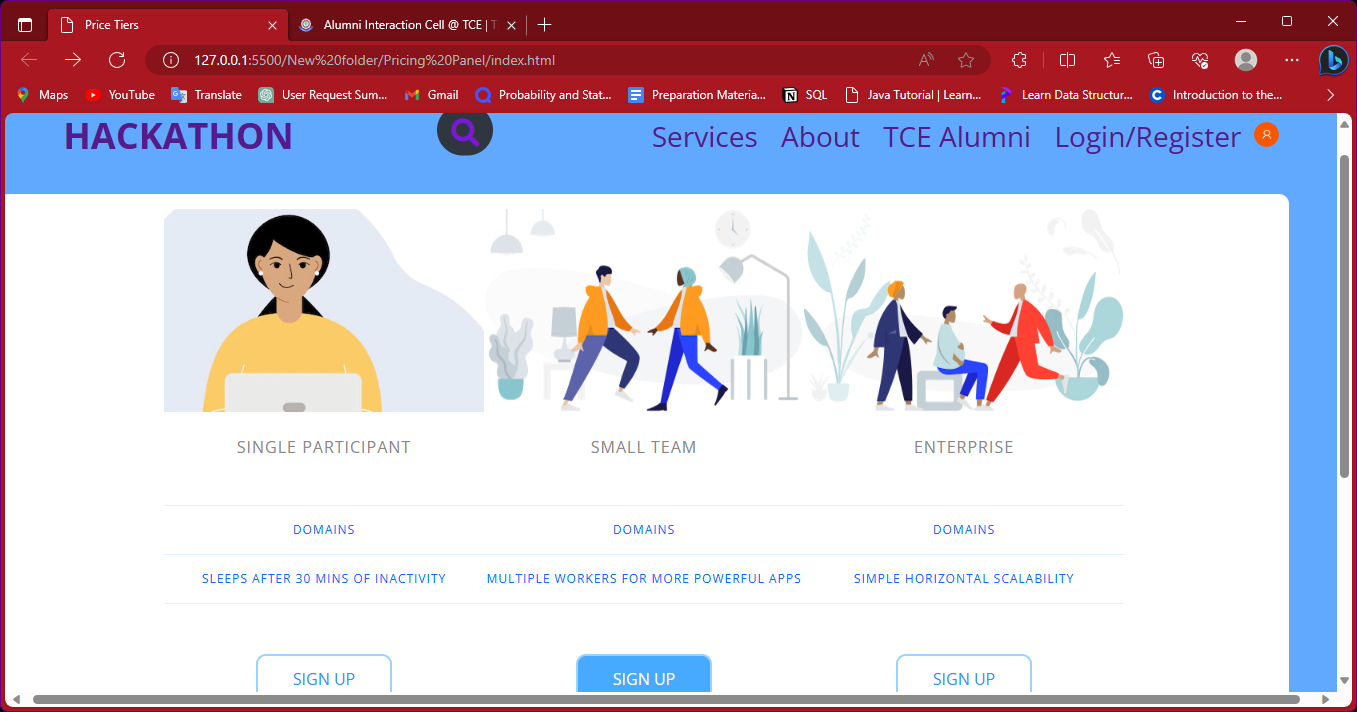 Price Tiers
Alumni Interaction Cell @ TCE | T
127.0.0.1:5500/New%20folder/Pricing%20Panel/index.html
Maps YouTube Translate User Request Sum... Gmail Probability and Stat... Preparation Materia... SQL Java Tutorial | Learn... Learn Data Structur... Introduction to the...
HACKATHON Services About TCE Alumni Login/Register
SINGLE PARTICIPANT SMALL TEAM ENTERPRISE
DOMAINS DOMAINS DOMAINS
SLEEPS AFTER 30 MINS OF INACTIVITY MULTIPLE WORKERS FOR MORE POWERFUL APPS SIMPLE HORIZONTAL SCALABILITY
SIGN UP SIGN UP SIGN UP